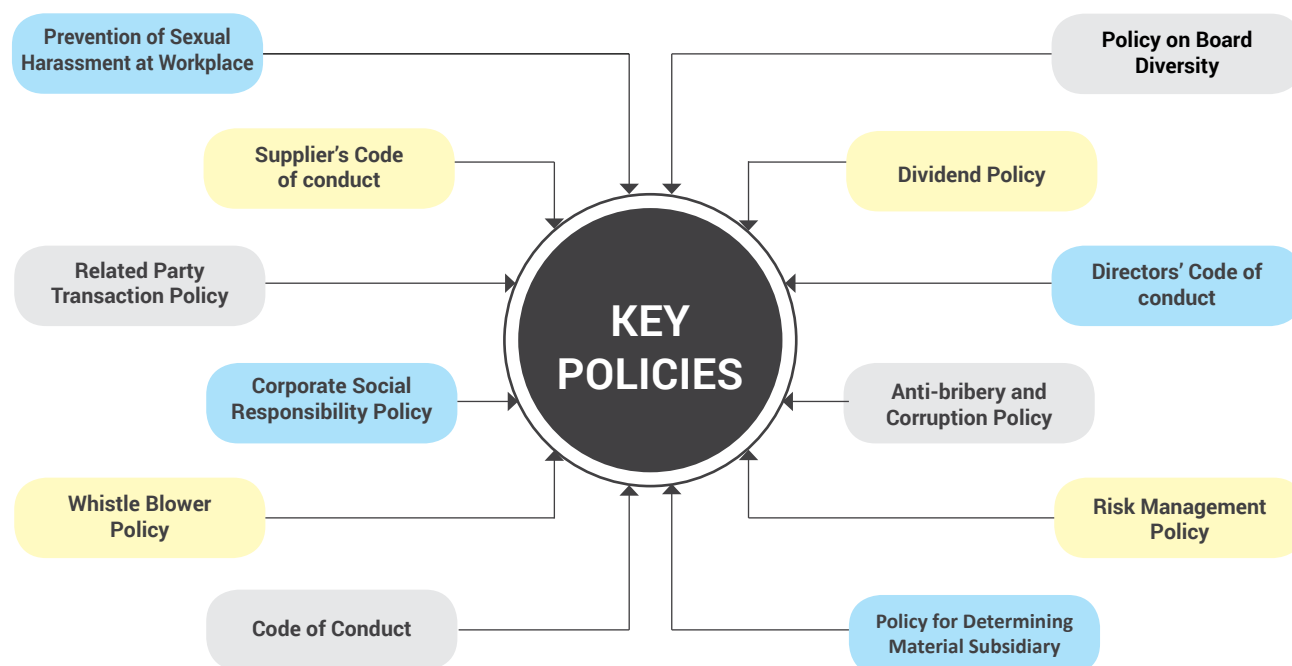 Prevention of Sexual
Harassment at Workplace
Policy on Board
Diversity
Supplier’s Code
of conduct
Dividend Policy
Related Party
Transaction Policy
Directors’ Code of
conduct
KEY
POLICIES
Corporate Social
Responsibility Policy
Anti-bribery and
Corruption Policy
Whistle Blower
Policy
Risk Management
Policy
Code of Conduct
Policy for Determining
Material Subsidiary